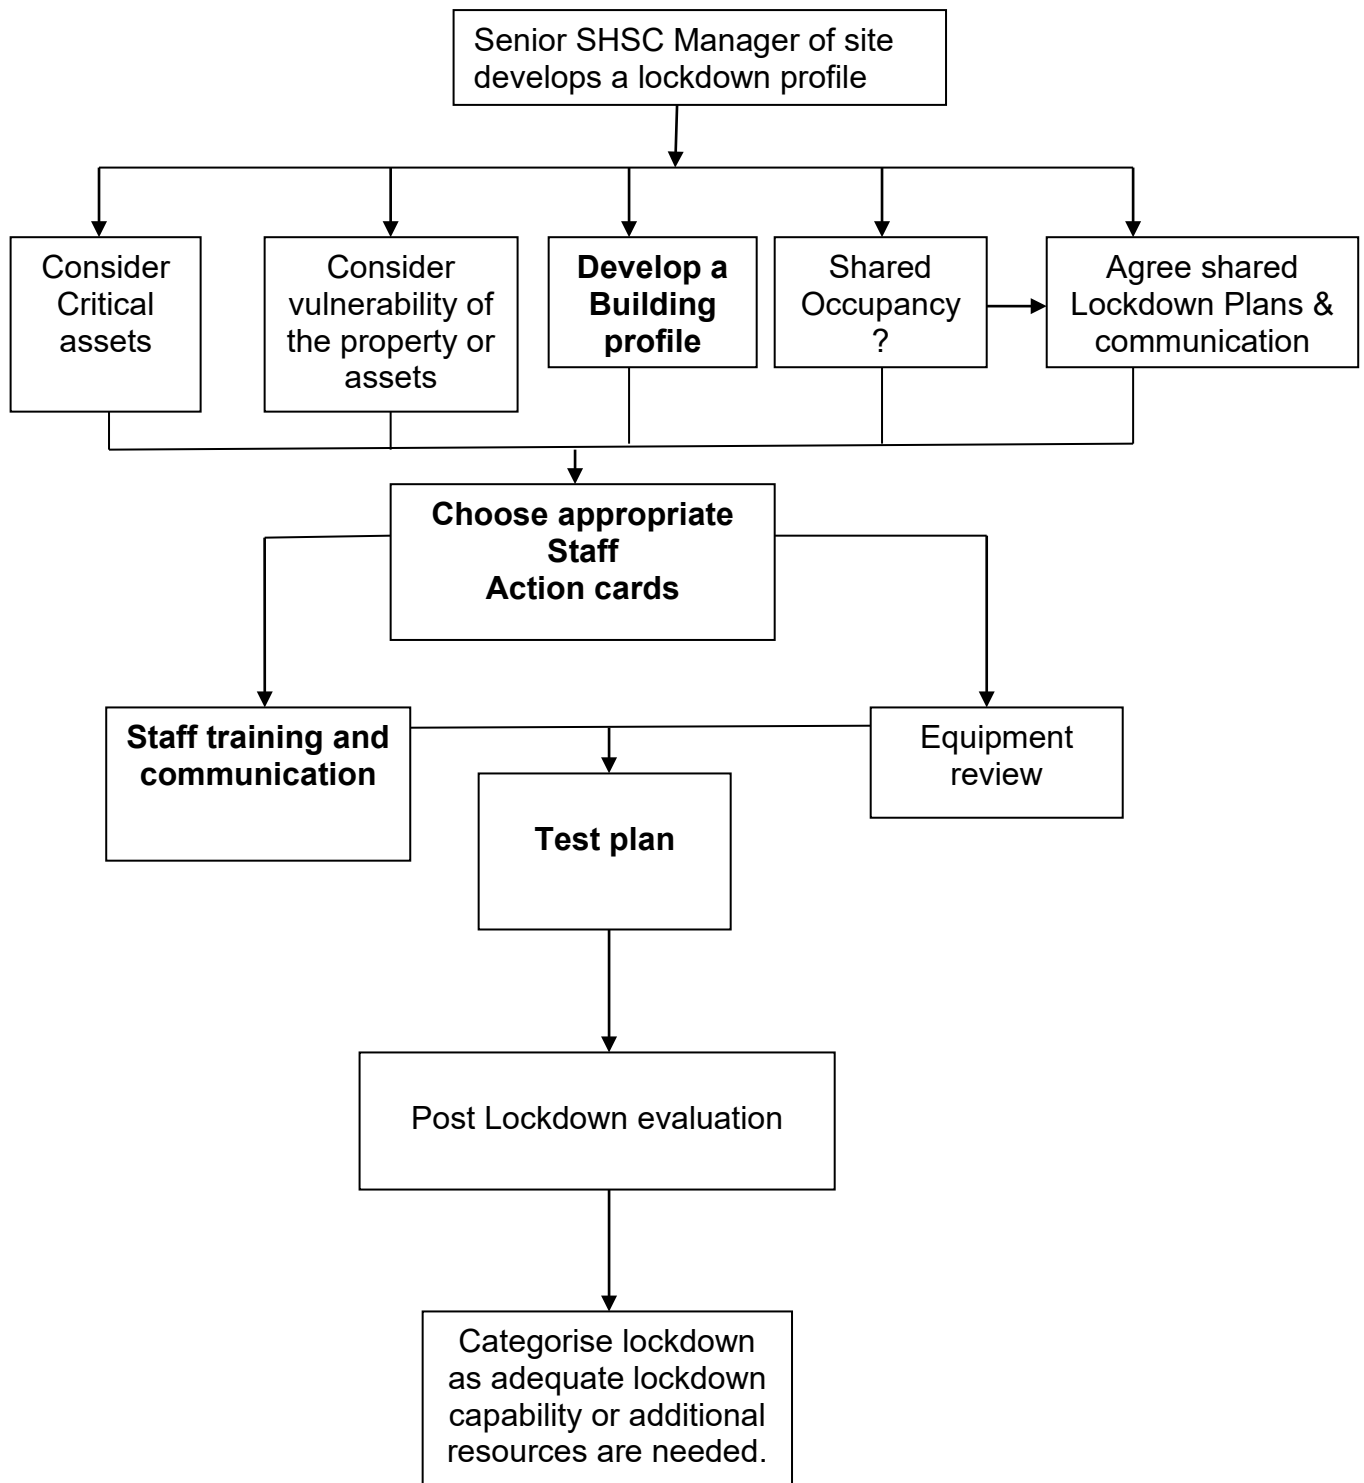 Senior SHSC Manager of site
develops a lockdown profile
Consider
Critical
assets
Consider
vulnerability of
the property or
assets
Develop a
Building
profile
Shared
Occupancy
?
Agree shared
Lockdown Plans &
communication
Choose appropriate
Staff
Action cards
Staff training and
communication
Equipment
review
Test plan
Post Lockdown evaluation
Categorise lockdown
as adequate lockdown
capability or additional
resources are needed.